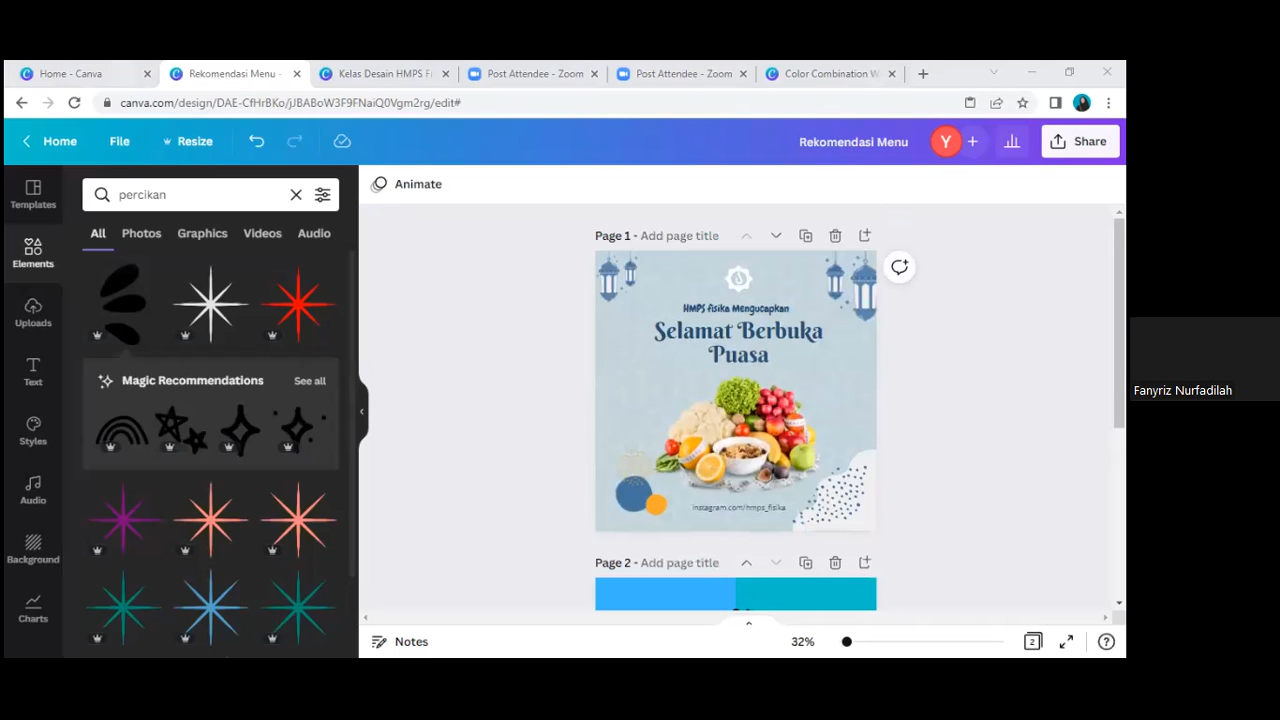 Home - Canva
Rekomendasi Menu -
Kelas Desain HMPS F
Post Attendee - Zoom
Post Attendee - Zoom
Color Combination W
canva.com/design/DAE-CfHrBKo/jJBABoW3F9FNaiQ0Vgm2rg/edit#
Home
File
Resize
Rekomendasi Menu
Y
Share
Templates
Elements
Uploads
Text
Styles
Audio
Background
Charts
percikan
All
Photos
Graphics
Videos
Audio
Magic Recommendations
See all
Animate
Page 1 - Add page title
HMPS fisika Mengucapkan
Selamat Berbuka
Puasa
instagram.com/hmps_fisika
Page 2 - Add page title
Notes
32%
2
Fanyriz Nurfadilah